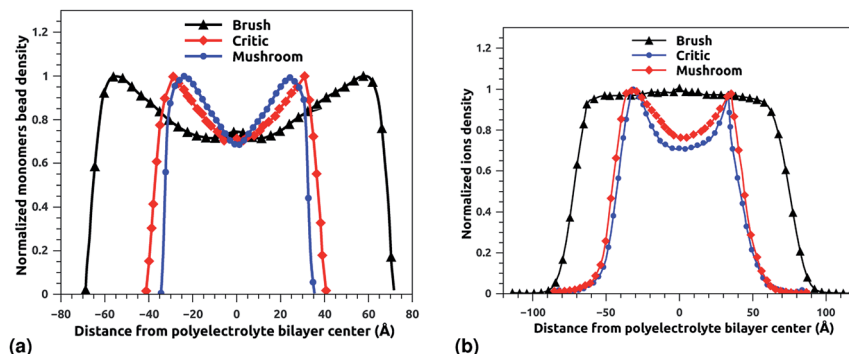 Brush
Critic
Mushroom
Normalized monomers bead density
1.2
1
0.8
0.6
0.4
0.2
0
−80 −60 −40 −20 0 20 40 60 80
Distance from polyelectrolyte bilayer center (Å)
(a)
Brush
Critic
Mushroom
Normalized ions density
1.2
1
0.8
0.6
0.4
0.2
0
−100 −50 0 50 100
Distance from polyelectrolyte bilayer center (Å)
(b)